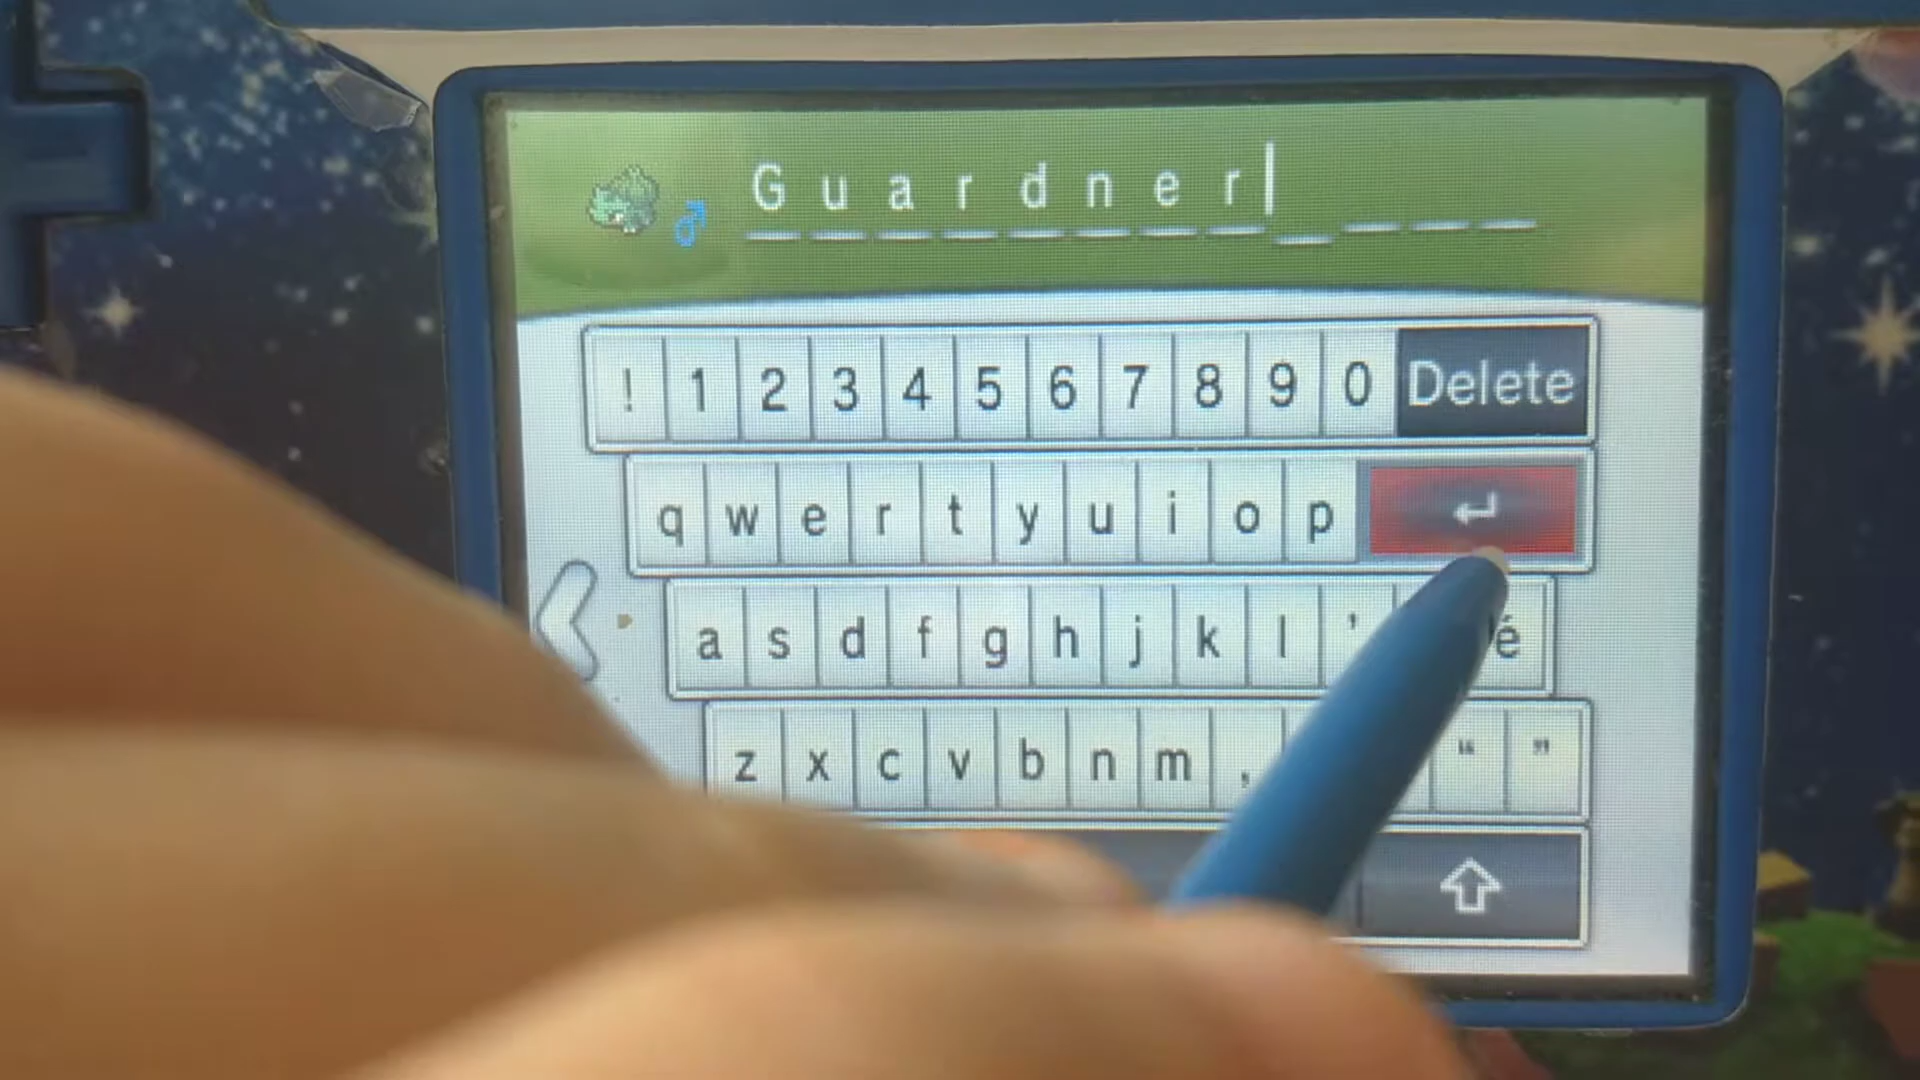 Guardner
! 1 2 3 4 5 6 7 8 9 0 Delete
q w e r t y u i o p
a s d f g h j k l ' é
z x c v b n m , “ ”